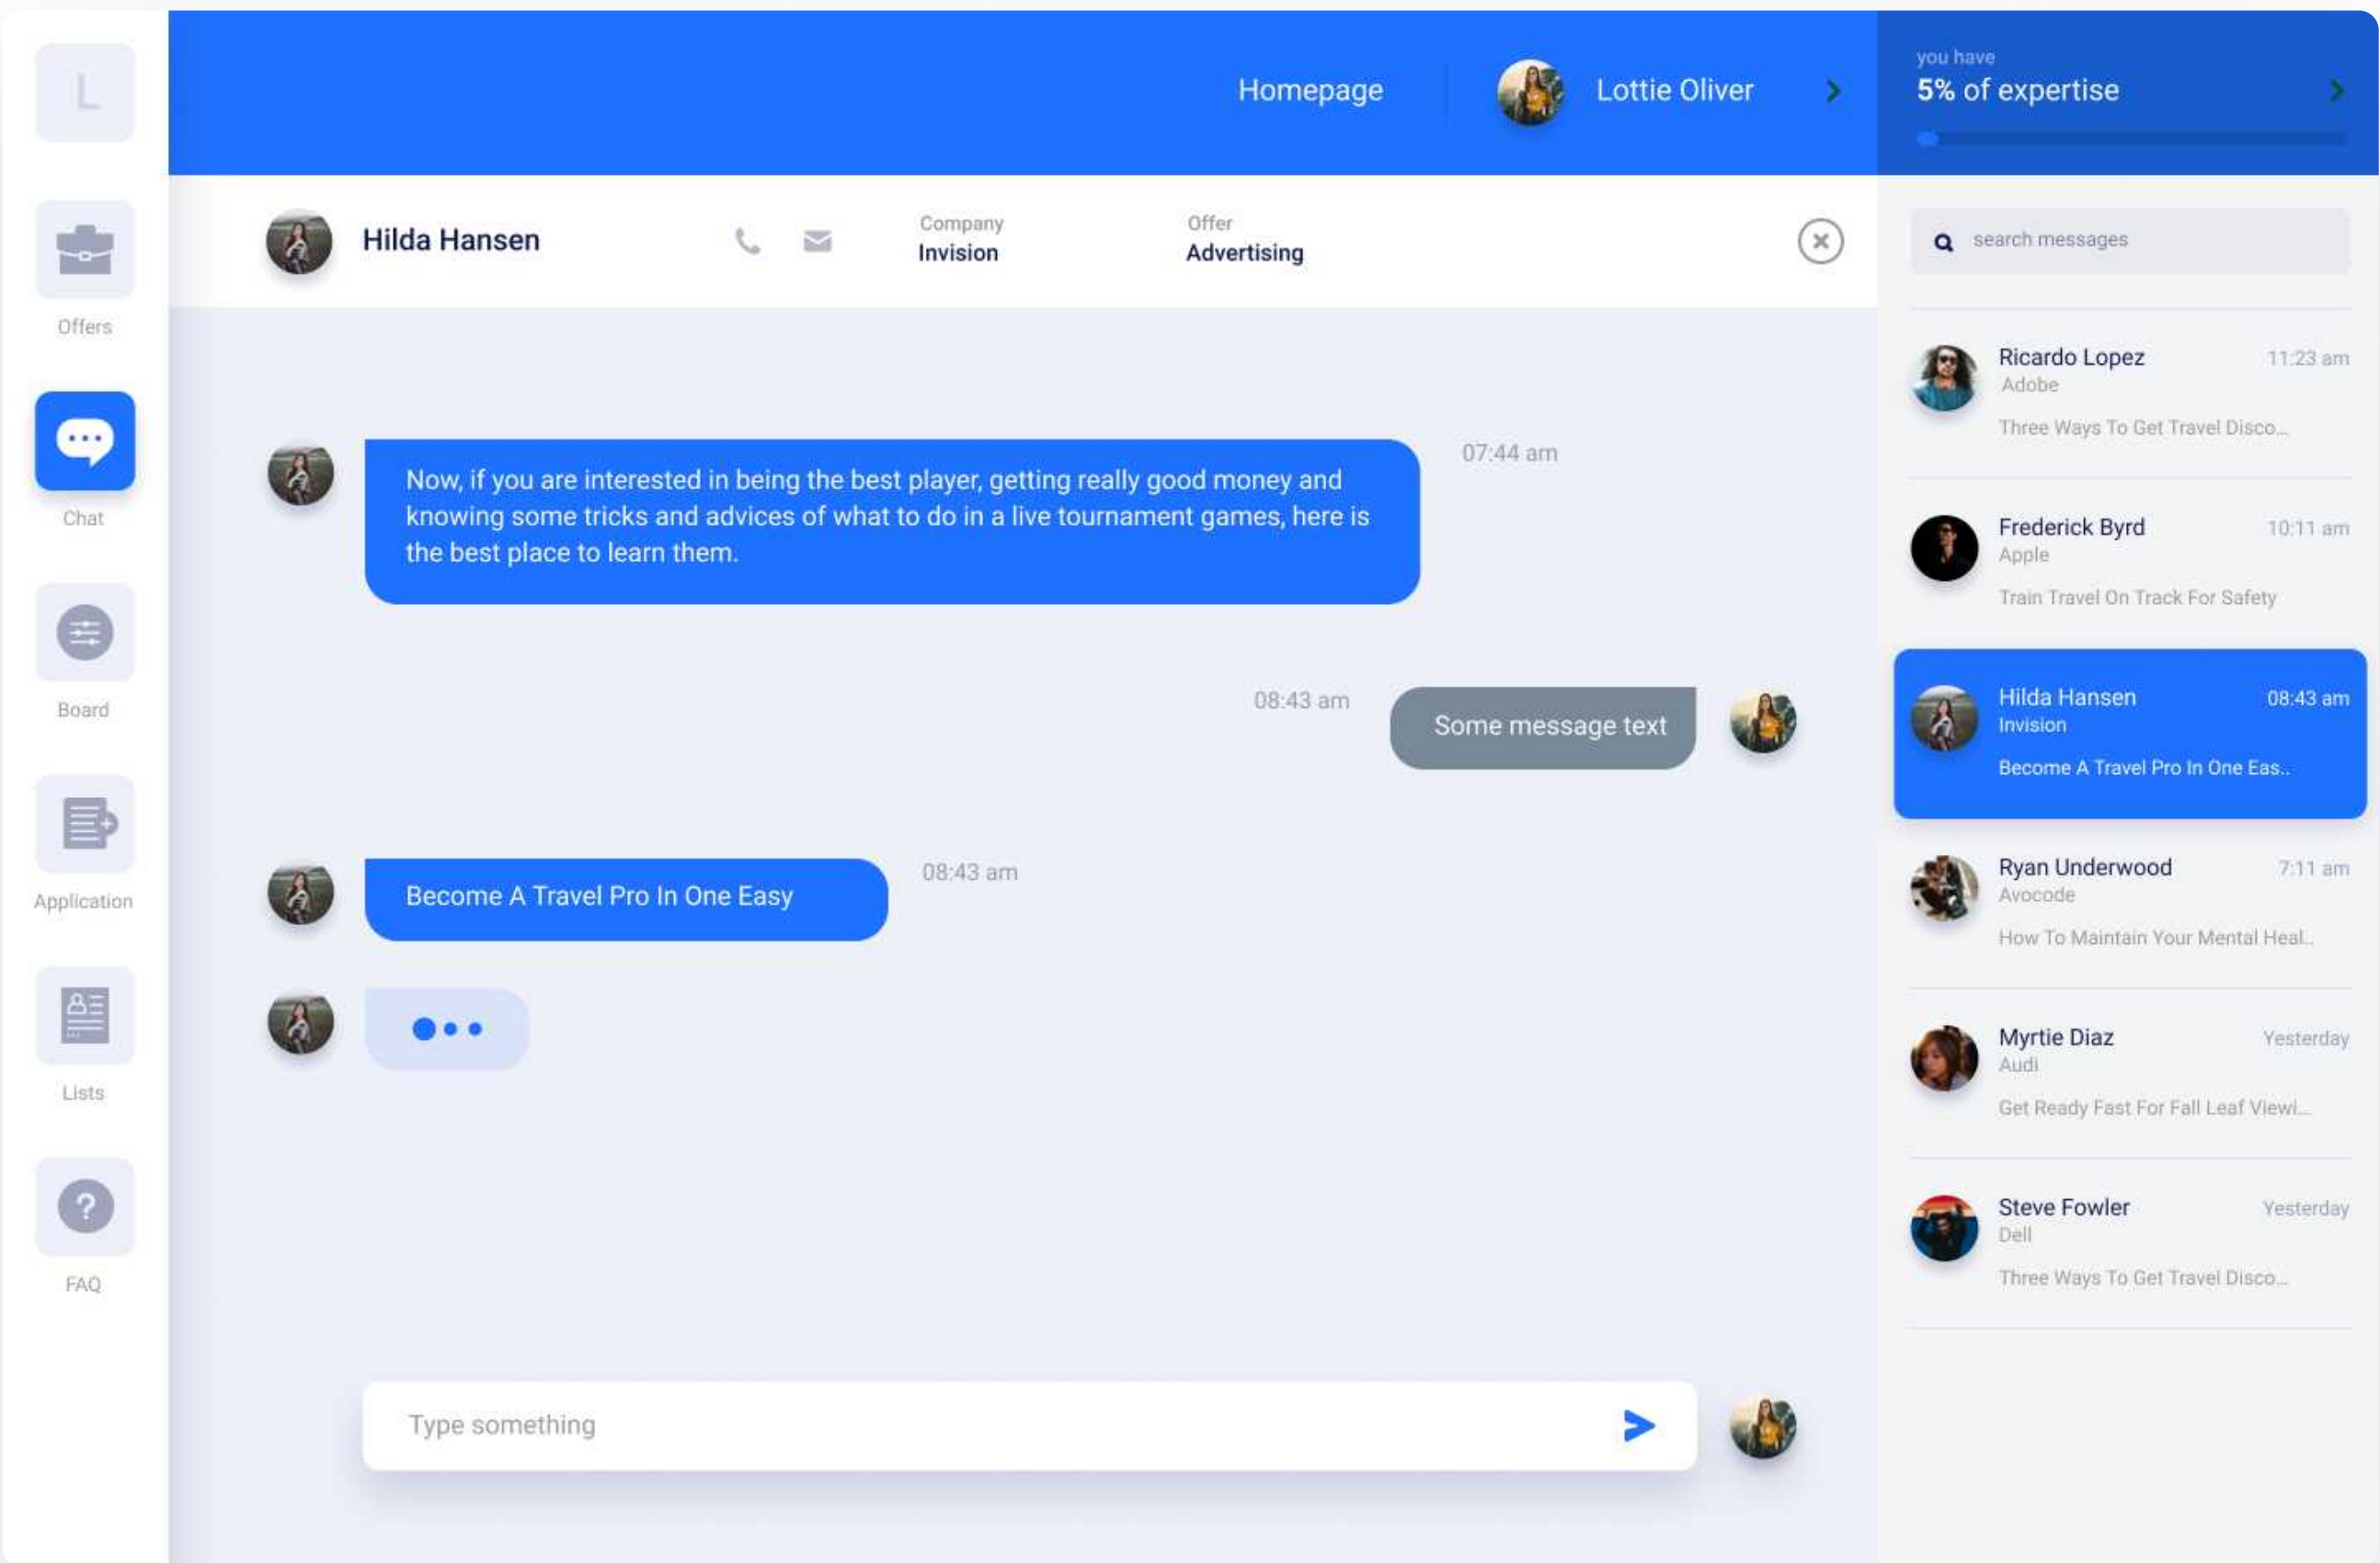 L
Offers
Chat
Board
Application
Lists
FAQ
Homepage
Lottie Oliver
you have
5% of expertise
Hilda Hansen
Company
Invision
Offer
Advertising
07:44 am
Now, if you are interested in being the best player, getting really good money and
knowing some tricks and advices of what to do in a live tournament games, here is
the best place to learn them.
08:43 am
Some message text
Become A Travel Pro In One Easy
08:43 am
Type something
search messages
Ricardo Lopez
11:23 am
Adobe
Three Ways To Get Travel Disco...
Frederick Byrd
10:11 am
Apple
Train Travel On Track For Safety
Hilda Hansen
08:43 am
Invision
Become A Travel Pro In One Eas..
Ryan Underwood
7:11 am
Avocode
How To Maintain Your Mental Heal..
Myrtie Diaz
Yesterday
Audi
Get Ready Fast For Fall Leaf Viewi...
Steve Fowler
Yesterday
Dell
Three Ways To Get Travel Disco...